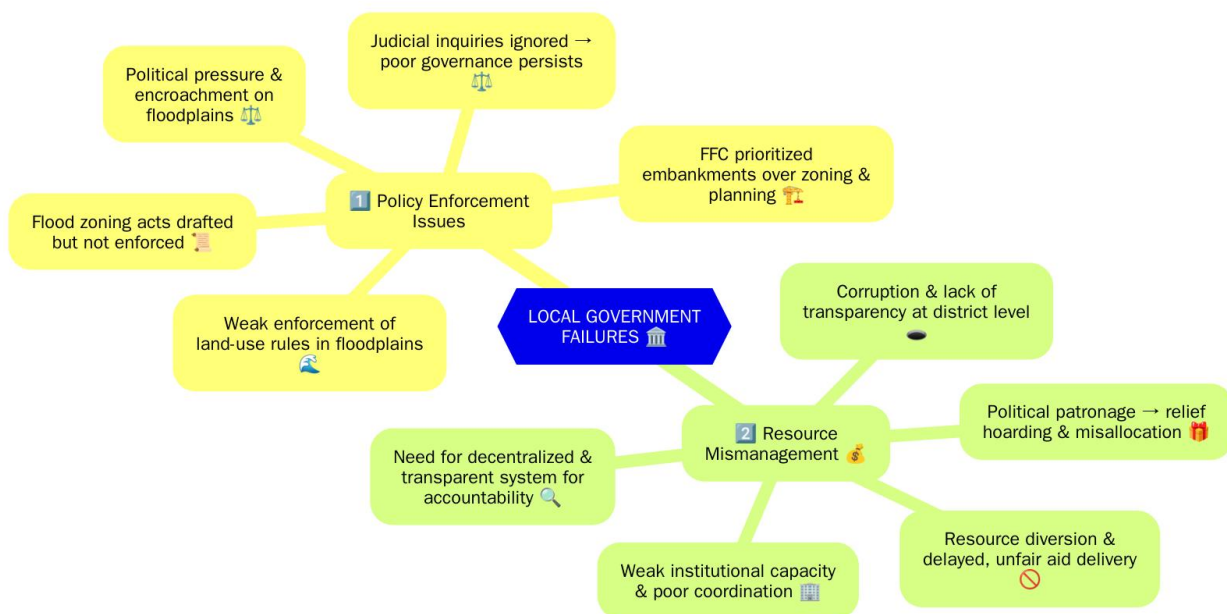 LOCAL GOVERNMENT
FAILURES 🏛️
1️⃣ Policy Enforcement
Issues
Judicial inquiries ignored →
poor governance persists
⚖️
Political pressure &
encroachment on
floodplains ⚖️
FFC prioritized
embankments over zoning &
planning 🏗️
Flood zoning acts drafted
but not enforced 📜
Weak enforcement of
land-use rules in floodplains
🌊
2️⃣ Resource
Mismanagement 💰
Corruption & lack of
transparency at district level
🕳️
Political patronage → relief
hoarding & misallocation 🎁
Need for decentralized &
transparent system for
accountability 🔍
Resource diversion &
delayed, unfair aid delivery
🚫
Weak institutional capacity
& poor coordination 🏢